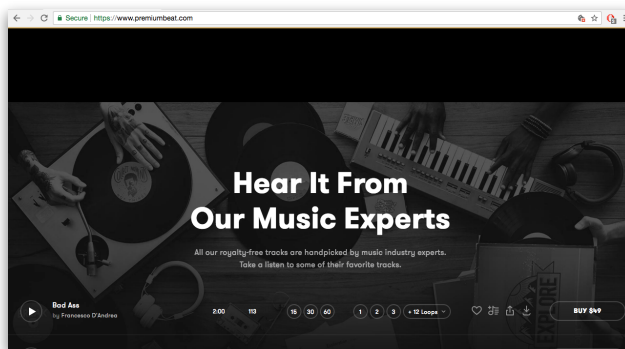 Secure | https://www.premiumbeat.com
Hear It From
Our Music Experts
All our royalty-free tracks are handpicked by music industry experts.
Take a listen to some of their favorite tracks.
Bad Ass
by Francesco D'Andrea
2:00 113 15 30 60 1 2 3 + 12 Loops BUY $49
EXPLORE